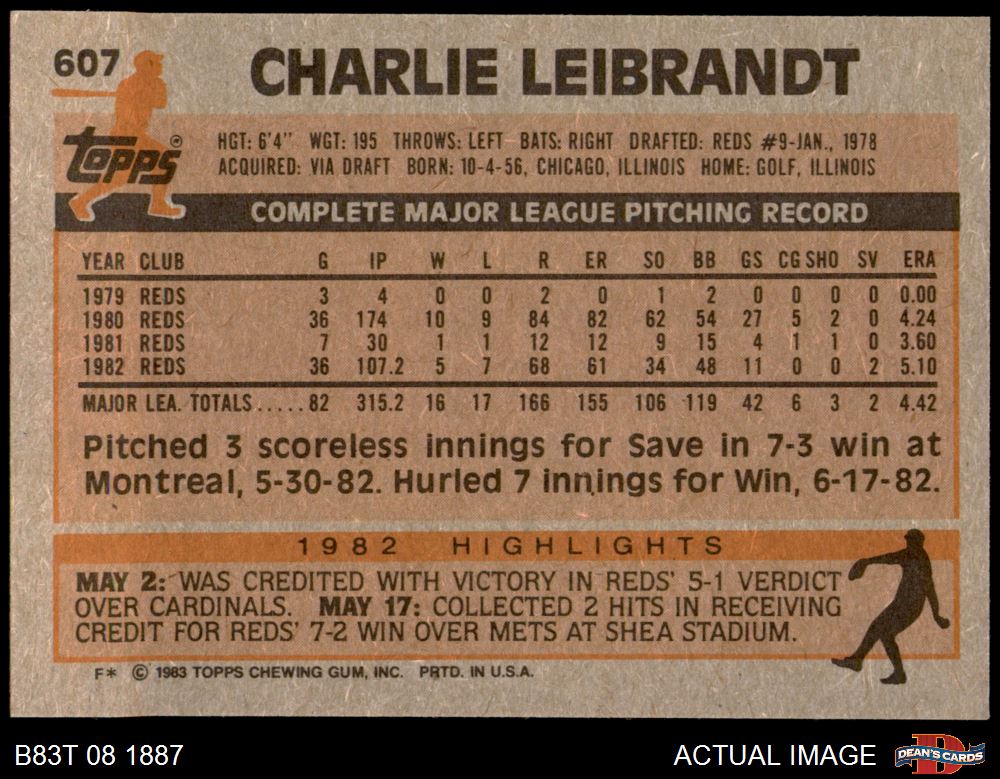 607 CHARLIE LEIBRANDT
topps®
HGT: 6'4" WGT: 195 THROWS: LEFT BATS: RIGHT DRAFTED: REDS #9-JAN., 1978
ACQUIRED: VIA DRAFT BORN: 10-4-56, CHICAGO, ILLINOIS HOME: GOLF, ILLINOIS
COMPLETE MAJOR LEAGUE PITCHING RECORD
YEAR CLUB G IP W L R ER SO BB GS CG SHO SV ERA
1979 REDS 3 4 0 0 2 0 1 2 0 0 0 0 0.00
1980 REDS 36 174 10 9 84 82 62 54 27 5 2 0 4.24
1981 REDS 7 30 1 1 12 12 9 15 4 1 1 0 3.60
1982 REDS 36 107.2 5 7 68 61 34 48 11 0 0 2 5.10
MAJOR LEA. TOTALS.....82 315.2 16 17 166 155 106 119 42 6 3 2 4.42
Pitched 3 scoreless innings for Save in 7-3 win at
Montreal, 5-30-82. Hurled 7 innings for Win, 6-17-82.
1982 HIGHLIGHTS
MAY 2: WAS CREDITED WITH VICTORY IN REDS' 5-1 VERDICT
OVER CARDINALS. MAY 17: COLLECTED 2 HITS IN RECEIVING
CREDIT FOR REDS' 7-2 WIN OVER METS AT SHEA STADIUM.
F* © 1983 TOPPS CHEWING GUM, INC. PRTD. IN U.S.A.
B83T 08 1887 ACTUAL IMAGE DEAN'S CARDS